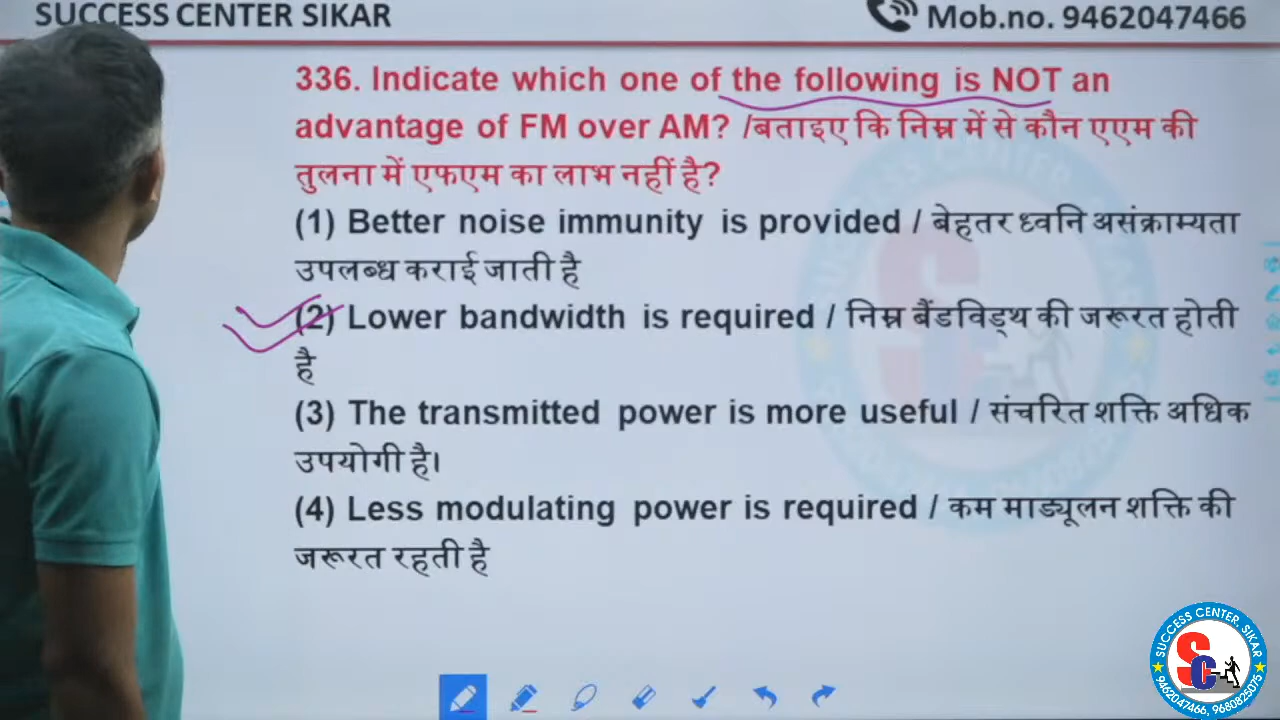 SUCCESS CENTER SIKAR
Mob.no. 9462047466
336. Indicate which one of the following is NOT an
advantage of FM over AM? /बताइए कि निम्न में से कौन एएम की
तुलना में एफएम का लाभ नहीं है?
(1) Better noise immunity is provided / बेहतर ध्वनि असंक्राम्यता
उपलब्ध कराई जाती है
(2) Lower bandwidth is required / निम्न बैंडविड्थ की जरूरत होती
है
(3) The transmitted power is more useful / संचरित शक्ति अधिक
उपयोगी है।
(4) Less modulating power is required / कम माड्यूलन शक्ति की
जरूरत रहती है
SUCCESS CENTER, SIKAR
SC
9462047466, 9680825075